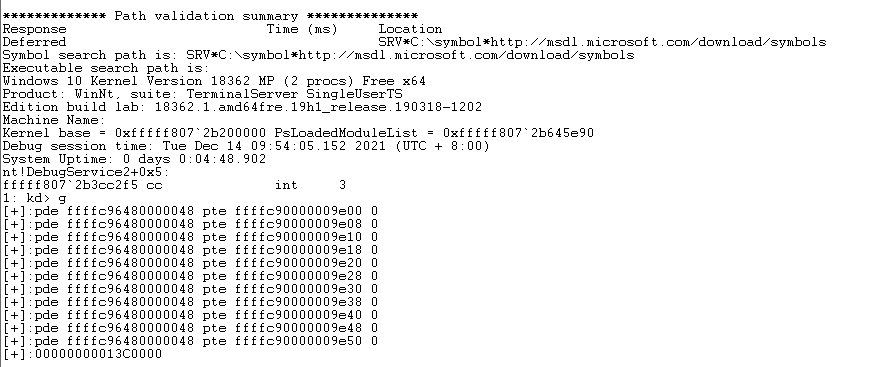 ************* Path validation summary **************
Response                         Time (ms)     Location
Deferred                                       SRV*C:\symbol*http://msdl.microsoft.com/download/symbols
Symbol search path is: SRV*C:\symbol*http://msdl.microsoft.com/download/symbols
Executable search path is:
Windows 10 Kernel Version 18362 MP (2 procs) Free x64
Product: WinNt, suite: TerminalServer SingleUserTS
Edition build lab: 18362.1.amd64fre.19h1_release.190318-1202
Machine Name:
Kernel base = 0xfffff807`2b200000 PsLoadedModuleList = 0xfffff807`2b645e90
Debug session time: Tue Dec 14 09:54:05.152 2021 (UTC + 8:00)
System Uptime: 0 days 0:04:48.902
nt!DebugService2+0x5:
fffff807`2b3cc2f5 cc              int     3
1: kd> g
[+]:pde ffffc96480000048 pte ffffc90000009e00 0
[+]:pde ffffc96480000048 pte ffffc90000009e08 0
[+]:pde ffffc96480000048 pte ffffc90000009e10 0
[+]:pde ffffc96480000048 pte ffffc90000009e18 0
[+]:pde ffffc96480000048 pte ffffc90000009e20 0
[+]:pde ffffc96480000048 pte ffffc90000009e28 0
[+]:pde ffffc96480000048 pte ffffc90000009e30 0
[+]:pde ffffc96480000048 pte ffffc90000009e38 0
[+]:pde ffffc96480000048 pte ffffc90000009e40 0
[+]:pde ffffc96480000048 pte ffffc90000009e48 0
[+]:pde ffffc96480000048 pte ffffc90000009e50 0
[+]:00000000013C0000